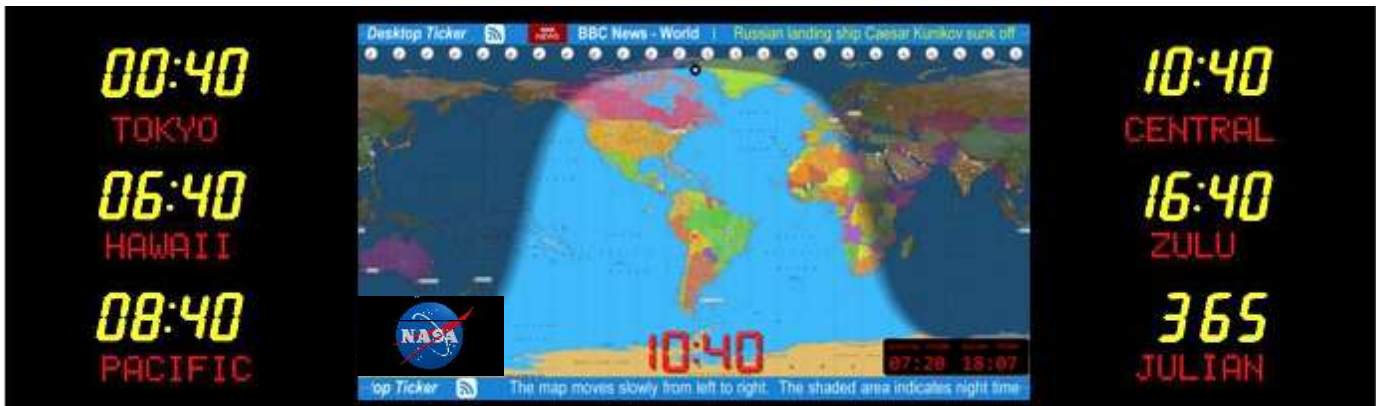 00:40
TOKYO
06:40
HAWAII
08:40
PACIFIC
Desktop Ticker BBC NEWS BBC News - World | Russian landing ship Caesar Kunikov sunk off
NASA
10:40
07:20 18:07
'op Ticker The map moves slowly from left to right. The shaded area indicates night time
10:40
CENTRAL
16:40
ZULU
365
JULIAN